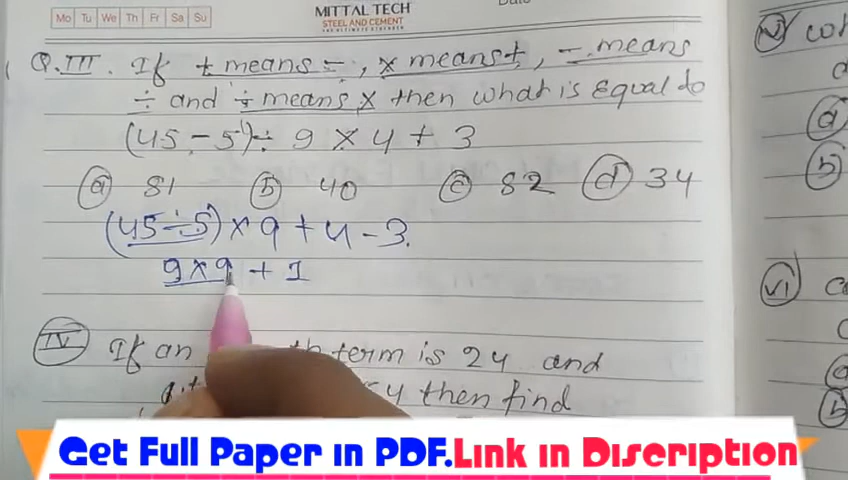 Mo Tu We Th Fr Sa Su
MITTAL TECH
STEEL AND CEMENT
Date
Q.III. If + means -, × means +, - means
÷ and ÷ means × then what is equal to
(45 - 5) ÷ 9 × 4 + 3
(a) 81 (b) 40 (c) 82 (d) 34
(45 ÷ 5) × 9 + 4 - 3.
9 × 9 + 1
(IV) If an th term is 24 and
then find
(a)
(b)
(VI)
(a)
(b)
Get Full Paper in PDF.Link in Discription